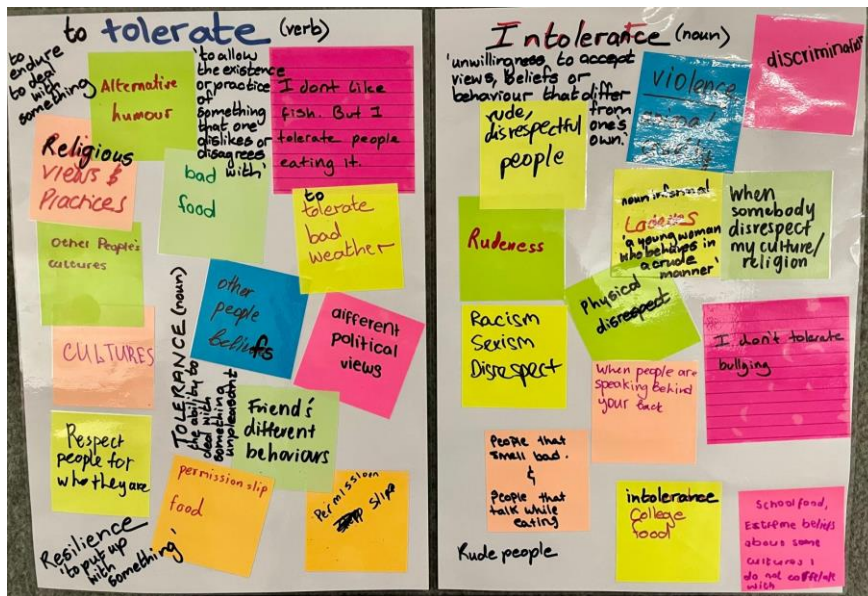 to tolerate (verb)
to
endure
to deal
with
something
Alternative
humour
'to allow
the existence
or practice
of
something
that one
dislikes or
disagrees
with'
I dont like
fish. But I
tolerate people
eating it.
Religious
views &
Practices
bad
food
to
tolerate
bad
weather
Other People's
cultures
other
people
beliefs
different
political
views
CULTURES
TOLERANCE (noun)
the ability to
deal with
something
unpleasant
Friend's
different
behaviours
Respect
people for
who they are
permission slip
food
Permission
slip
Resilience
'to put up
with
something'
Intolerance (noun)
'unwillingness to accept
views, beliefs or
behaviour that differ
from
one's
own.'
violence
discrimination
rude,
disrespectful
people
noun informal
Ladettes
'a young woman
who behaves in
a crude
manner'
when
somebody
disrespect
my culture/
religion
Rudeness
Physical
disrespect
Racism
Sexism
Disrespect
When people are
speaking behind
your back
I don't tolerate
bullying
People that
smell bad.
&
People that
talk while
eating
intolerance
College
food
School food,
Extreme beliefs
about some
cultures i
do not
with
Rude people